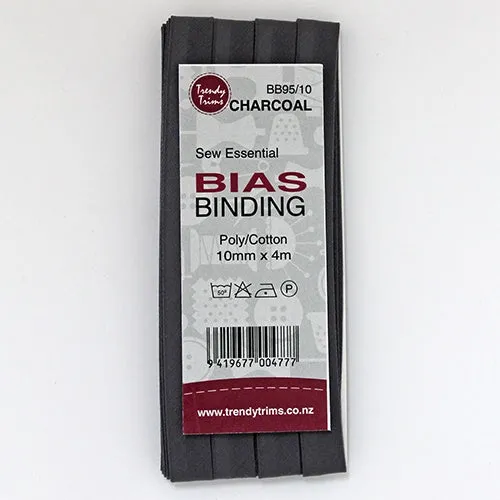 Trendy
Trims
BB95/10
CHARCOAL
Sew Essential
BIAS
BINDING
Poly/Cotton
10mm x 4m
50°
P
9 419677 004777
www.trendytrims.co.nz